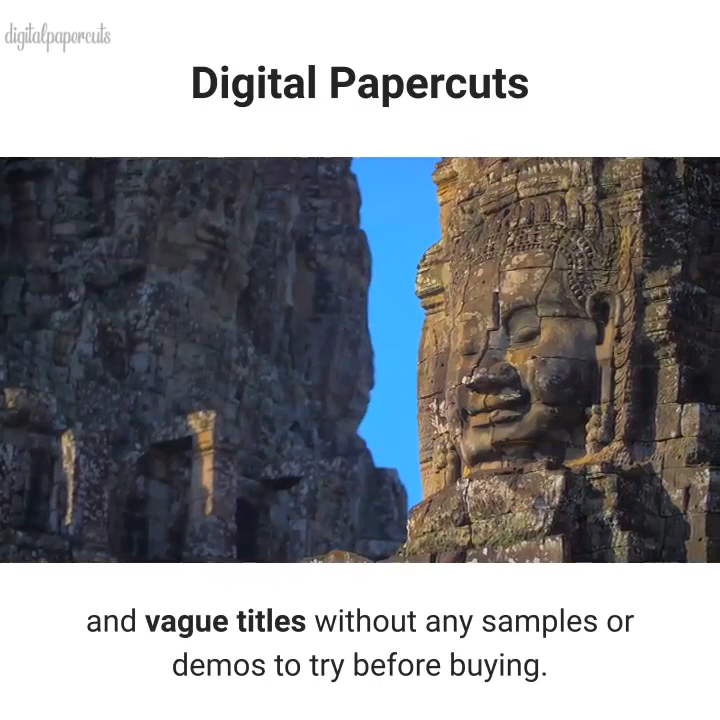 digitalpapercuts
Digital Papercuts
and vague titles without any samples or
demos to try before buying.